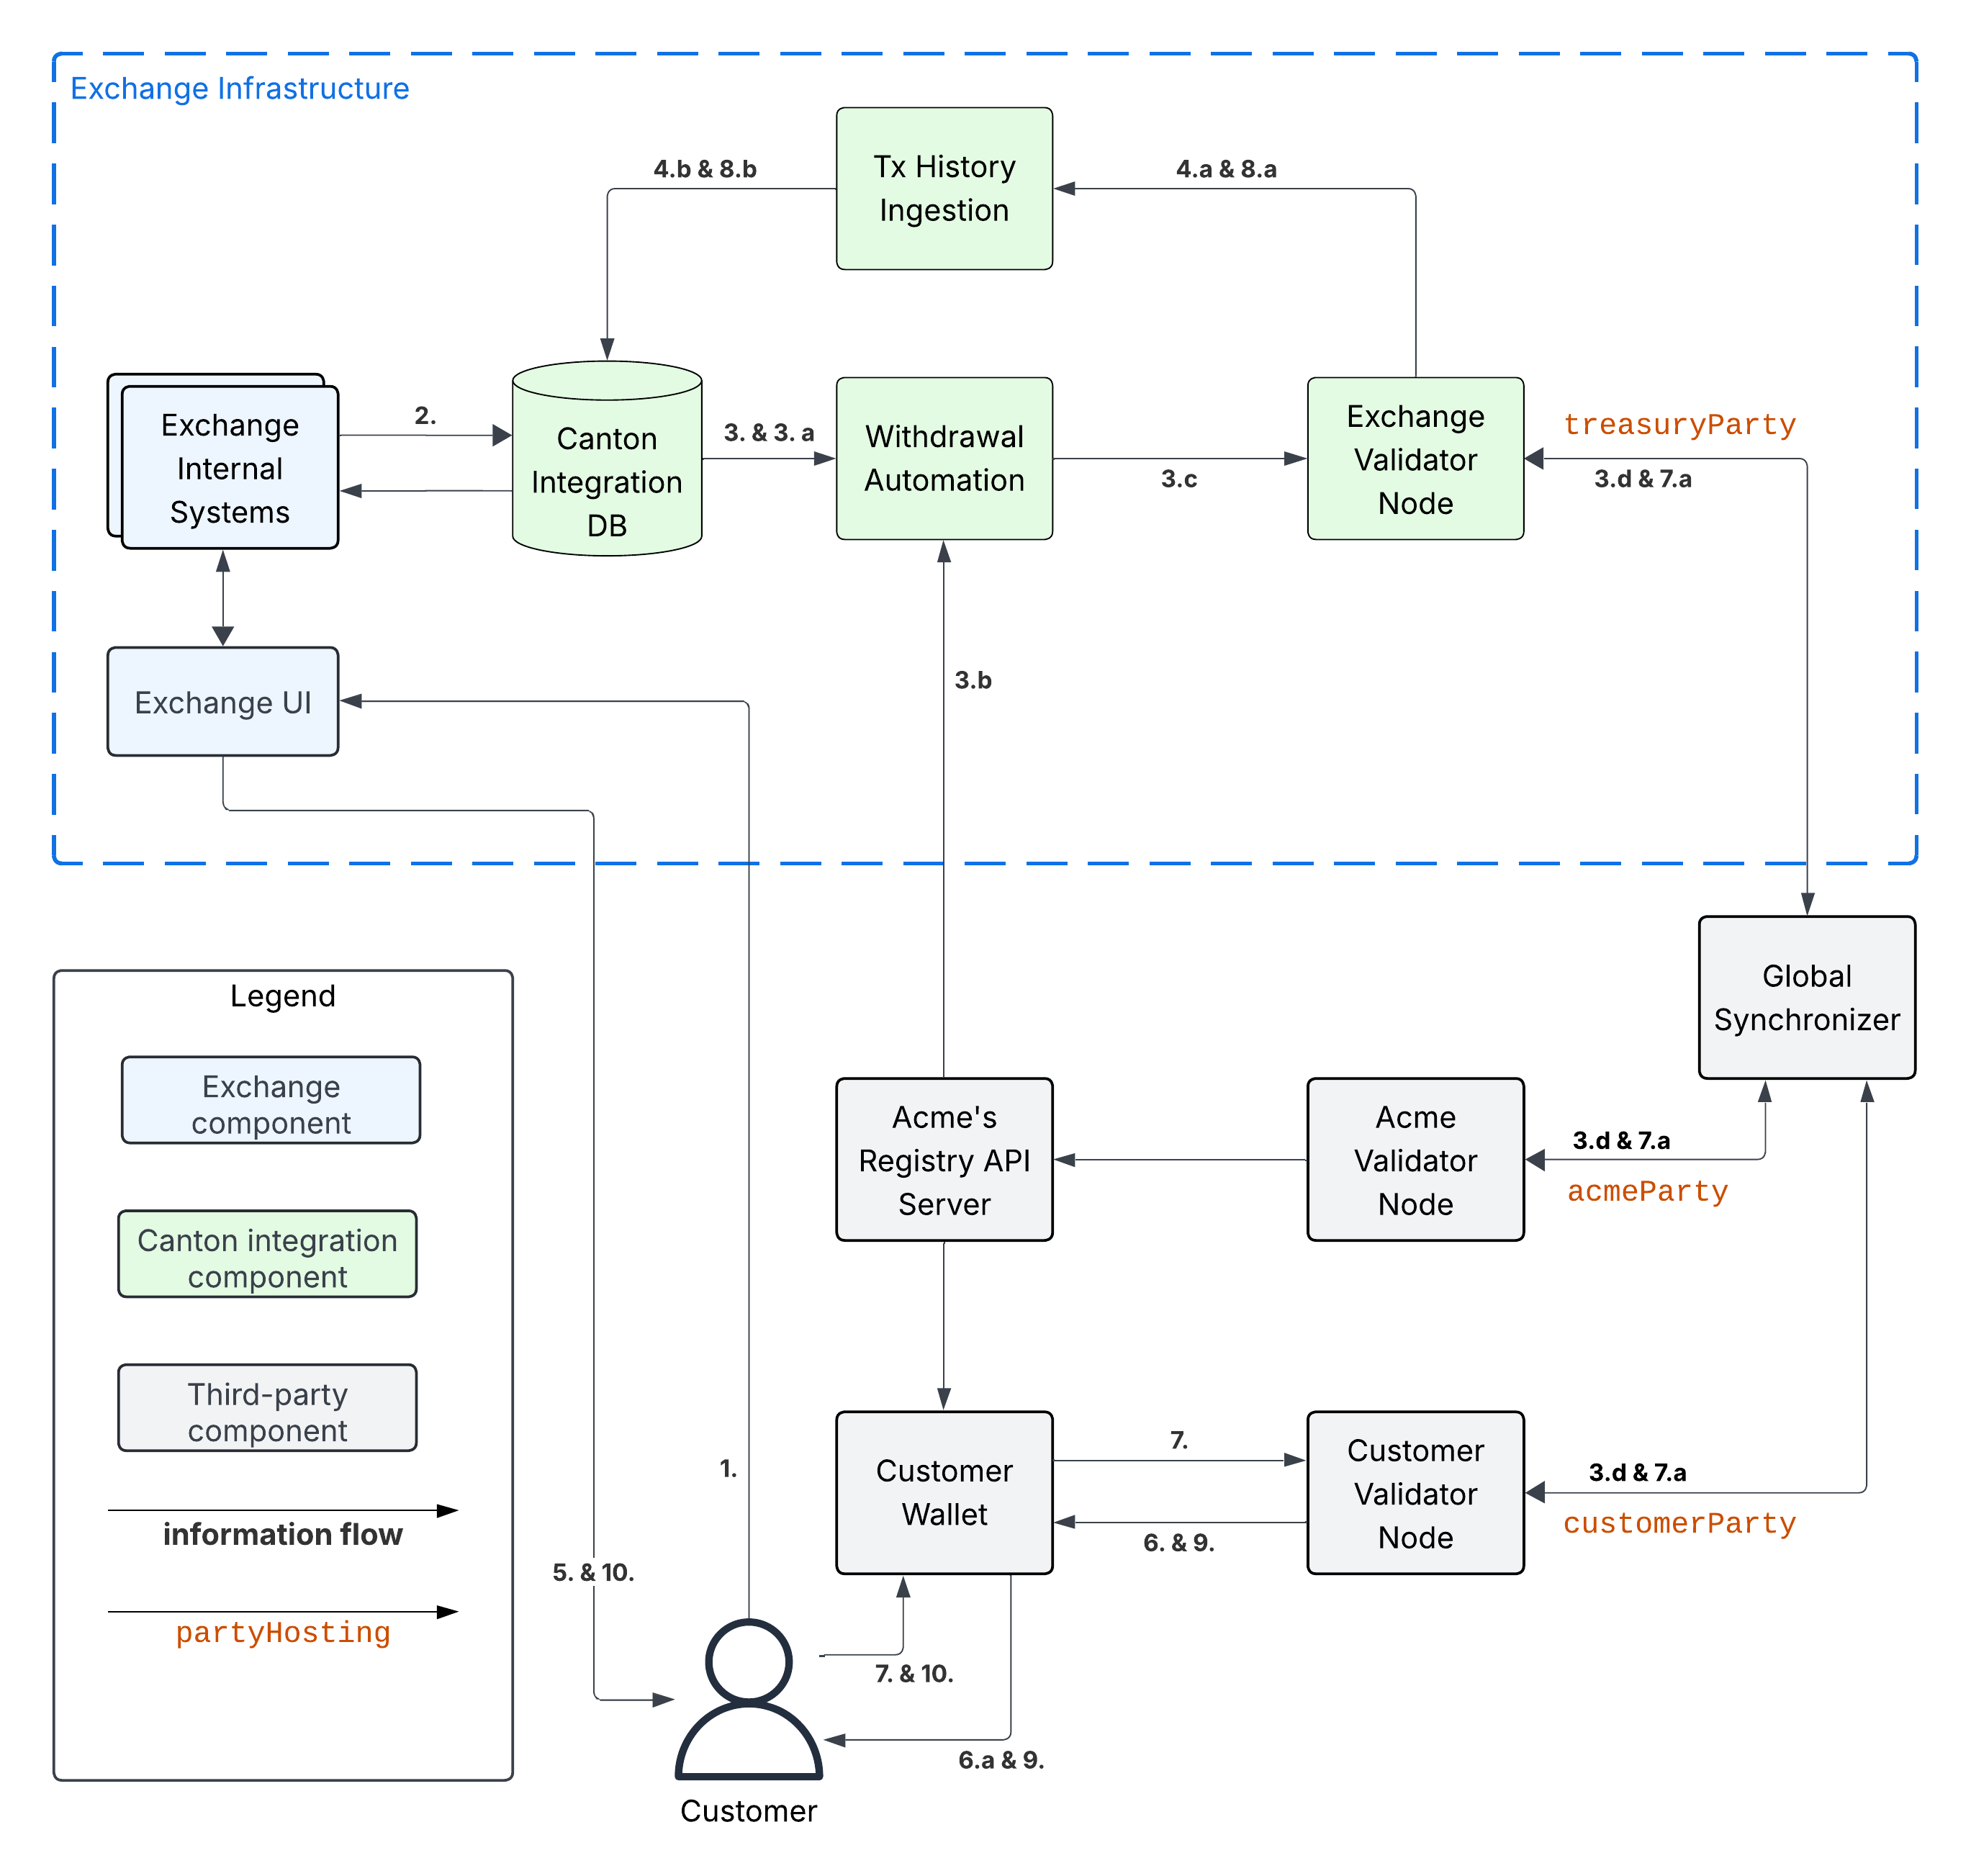 Exchange Infrastructure
4.b & 8.b
Tx History
Ingestion
4.a & 8.a
Exchange
Internal
Systems
2.
Canton
Integration
DB
3. & 3. a
Withdrawal
Automation
3.c
Exchange
Validator
Node
treasuryParty
3.d & 7.a
Exchange UI
3.b
Global
Synchronizer
Legend
Exchange
component
Canton integration
component
Third-party
component
information flow
partyHosting
Acme's
Registry API
Server
Acme
Validator
Node
3.d & 7.a
acmeParty
1.
5. & 10.
Customer
Wallet
7.
6. & 9.
Customer
Validator
Node
3.d & 7.a
customerParty
7. & 10.
6.a & 9.
Customer